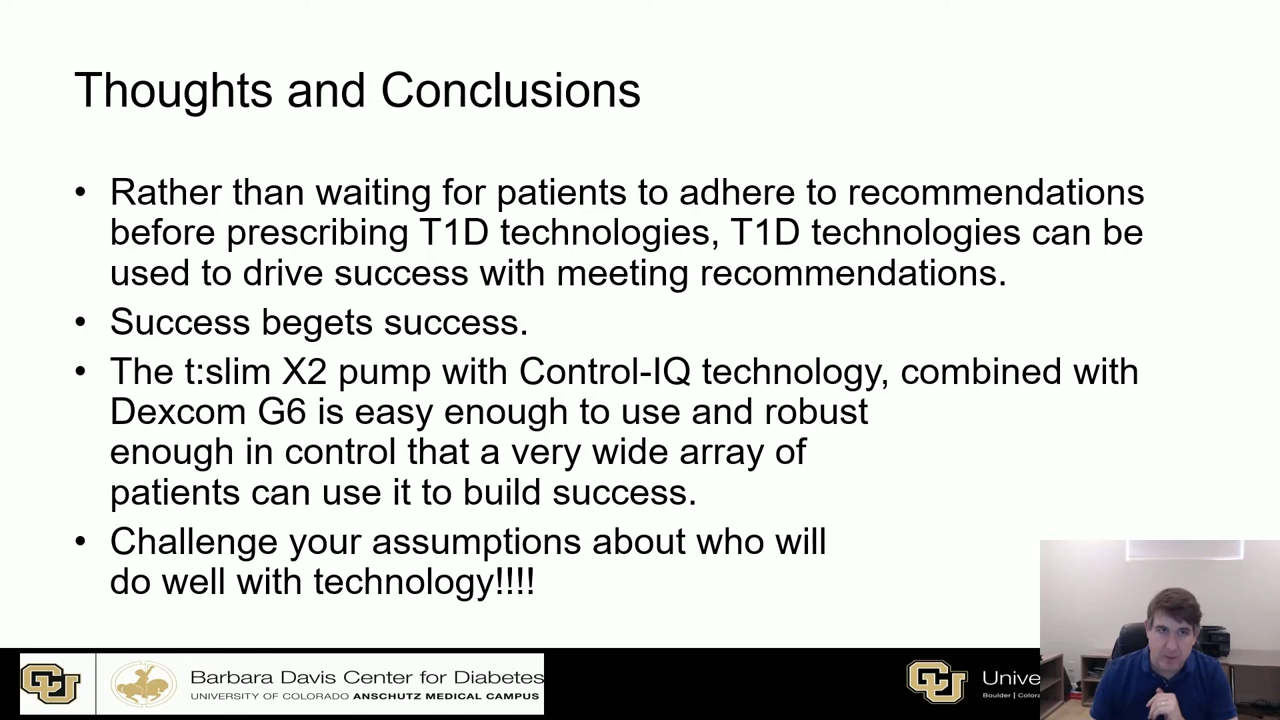 Thoughts and Conclusions
• Rather than waiting for patients to adhere to recommendations
before prescribing T1D technologies, T1D technologies can be
used to drive success with meeting recommendations.
• Success begets success.
• The t:slim X2 pump with Control-IQ technology, combined with
Dexcom G6 is easy enough to use and robust
enough in control that a very wide array of
patients can use it to build success.
• Challenge your assumptions about who will
do well with technology!!!!
CU
Barbara Davis Center for Diabetes
UNIVERSITY OF COLORADO ANSCHUTZ MEDICAL CAMPUS
CU
Boulder